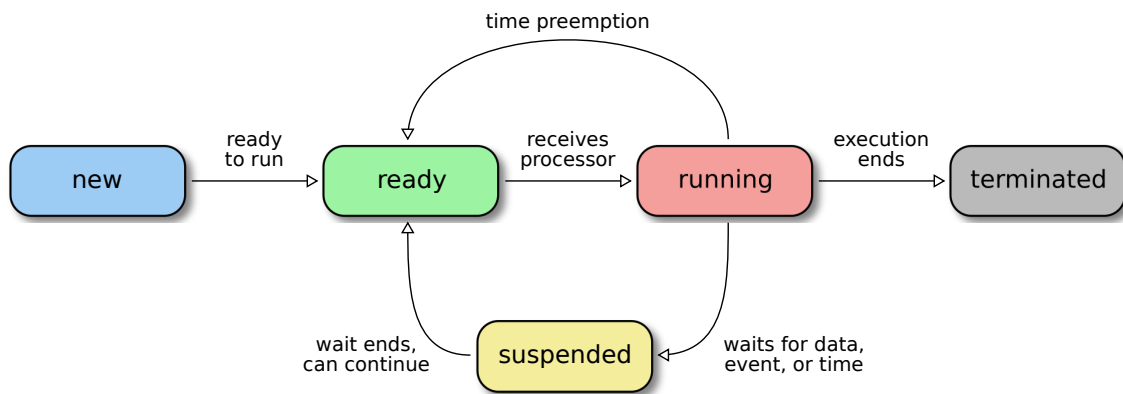 time preemption
ready
to run
receives
processor
execution
ends
new
ready
running
terminated
wait ends,
can continue
suspended
waits for data,
event, or time